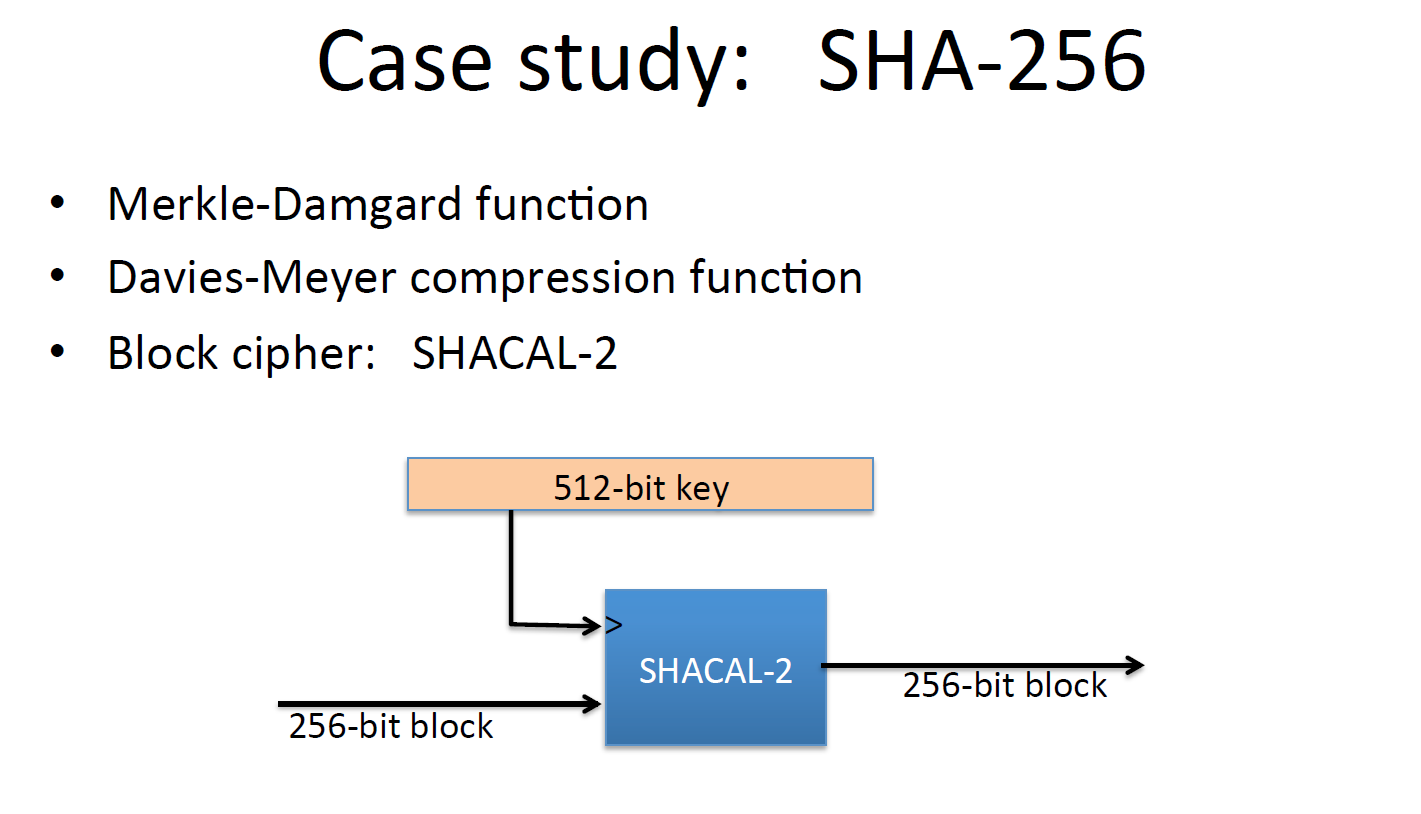 Case study: SHA-256
• Merkle-Damgard function
• Davies-Meyer compression function
• Block cipher: SHACAL-2
512-bit key
>
SHACAL-2
256-bit block
256-bit block